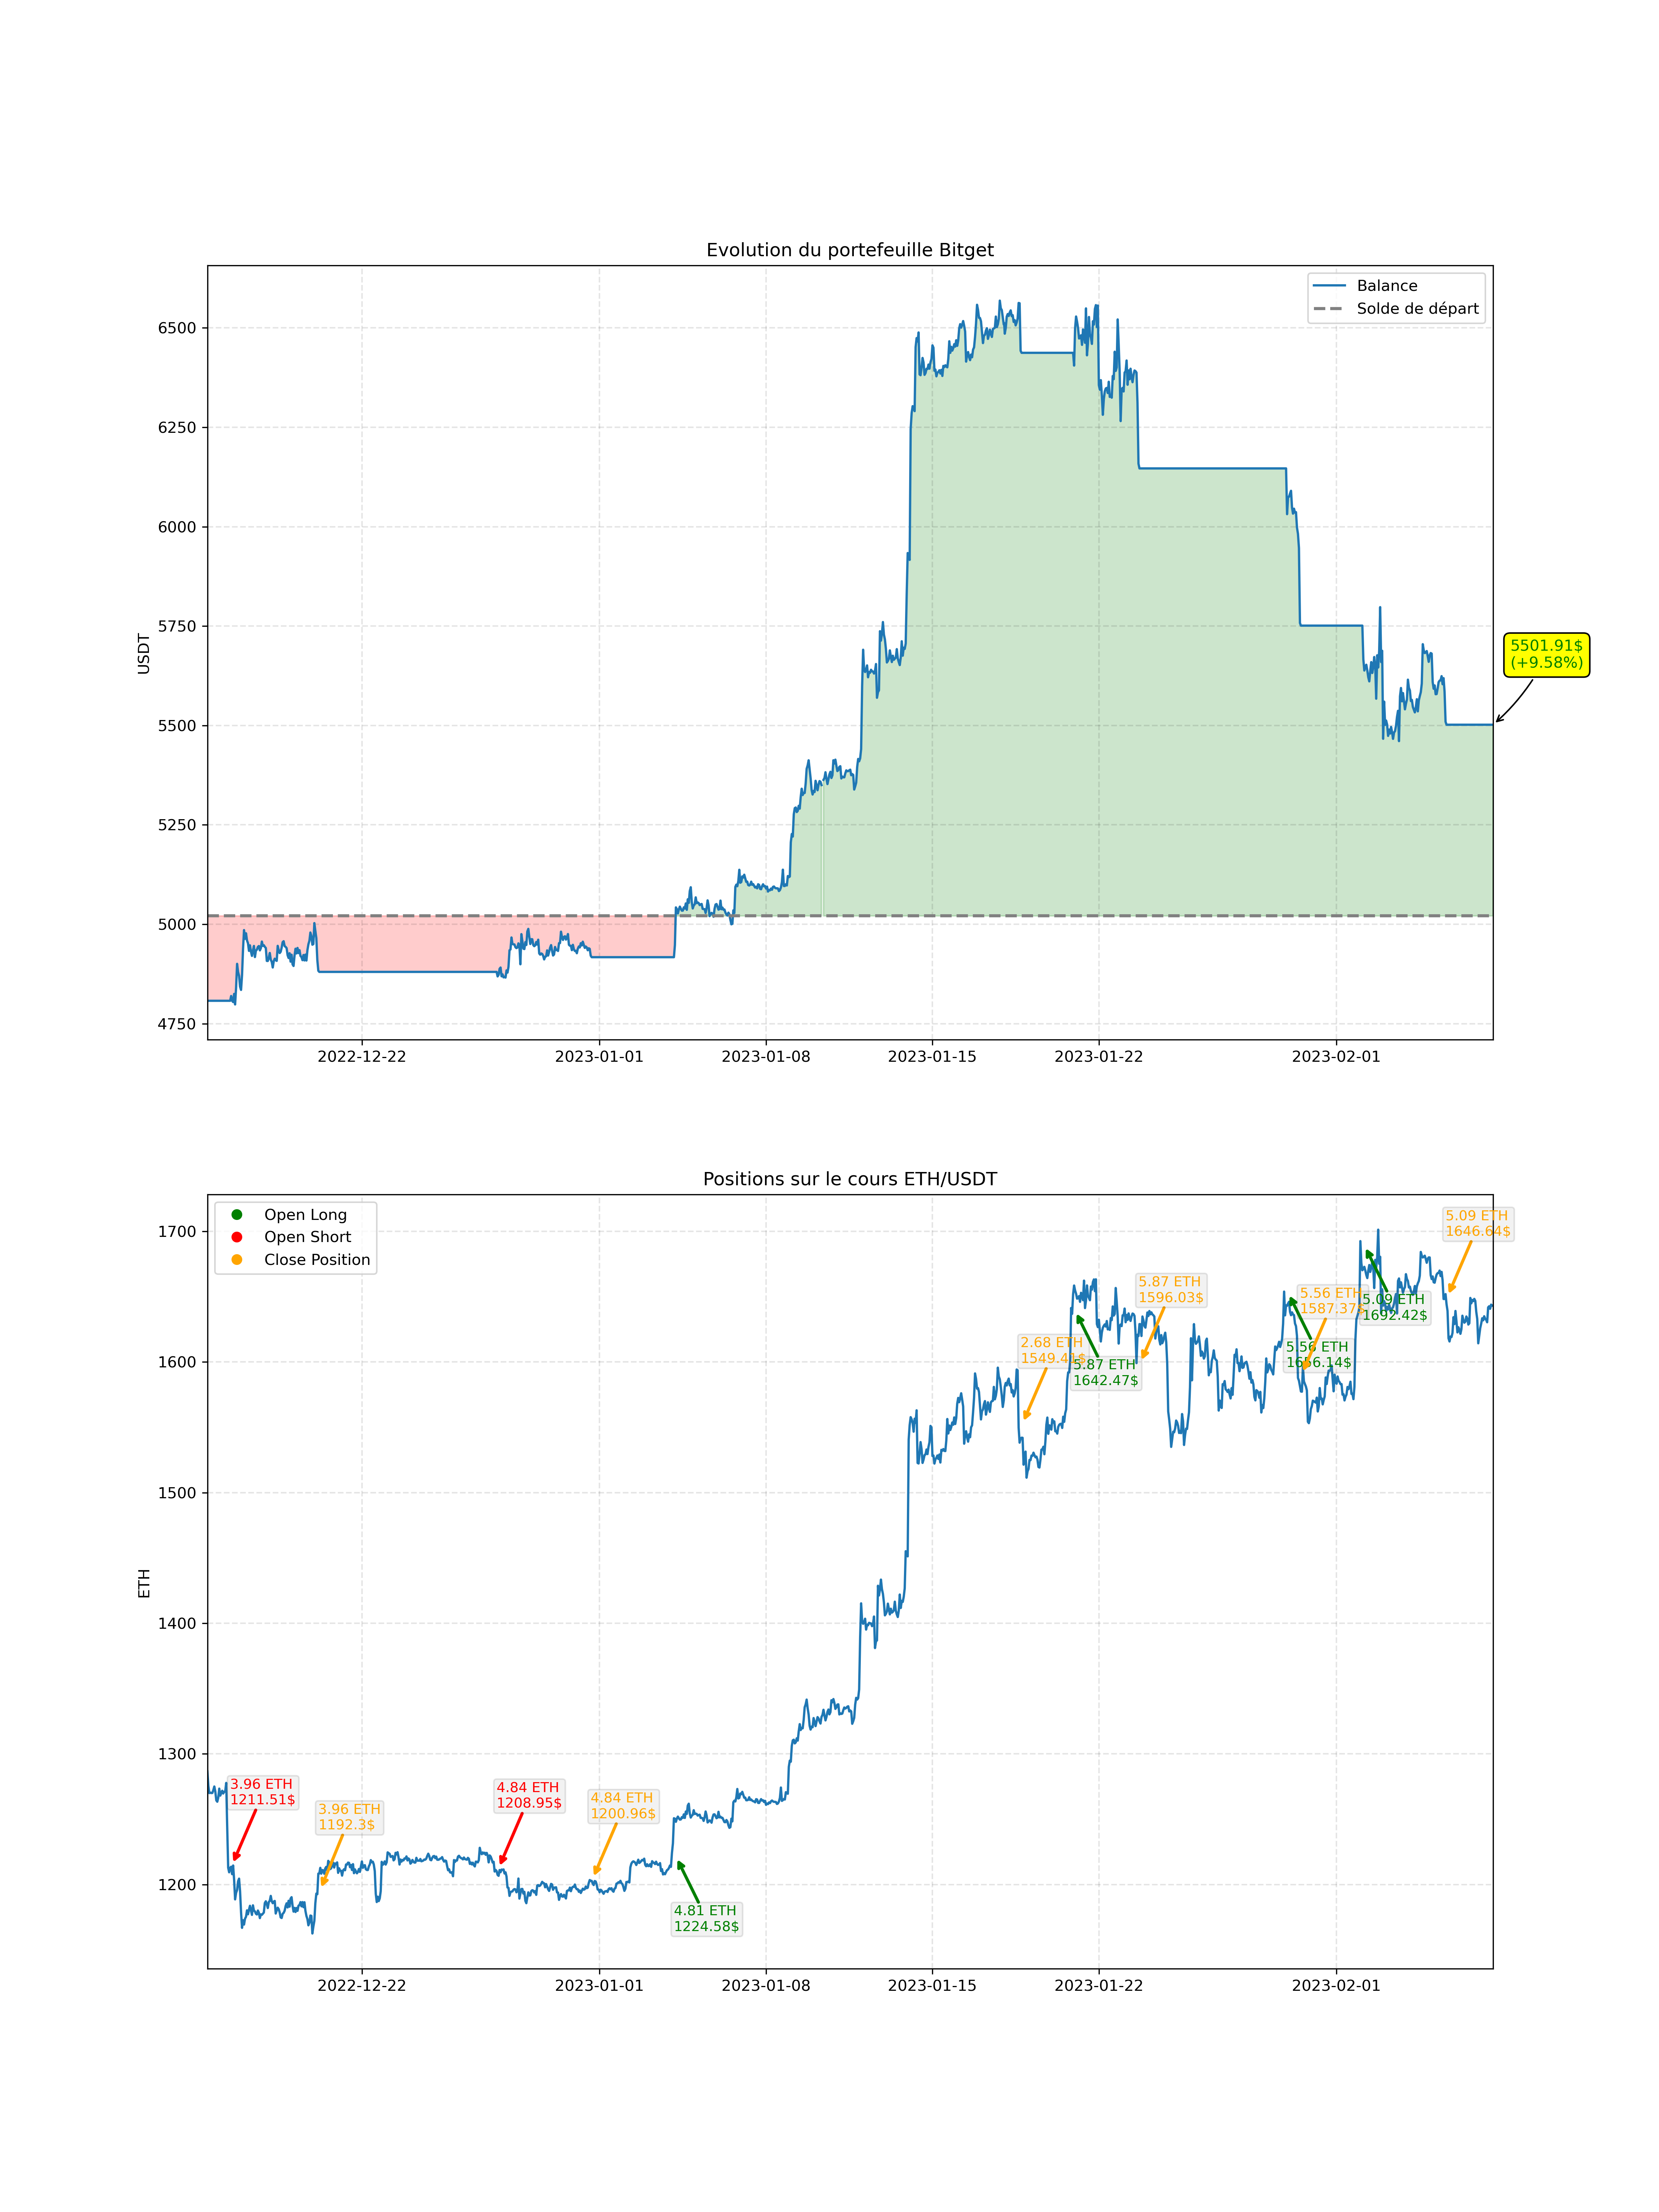 Evolution du portefeuille Bitget
Balance
Solde de départ
USDT
6500
6250
6000
5750
5500
5250
5000
4750
5501.91$
(+9.58%)
2022-12-22
2023-01-01
2023-01-08
2023-01-15
2023-01-22
2023-02-01
Positions sur le cours ETH/USDT
Open Long
Open Short
Close Position
ETH
1700
1600
1500
1400
1300
1200
3.96 ETH
1211.51$
3.96 ETH
1192.3$
4.84 ETH
1208.95$
4.84 ETH
1200.96$
4.81 ETH
1224.58$
2.68 ETH
5.87 ETH
1642.47$
5.87 ETH
1596.03$
5.56 ETH
5.56 ETH
1587.37$
5.09 ETH
1692.42$
5.09 ETH
1646.64$
2022-12-22
2023-01-01
2023-01-08
2023-01-15
2023-01-22
2023-02-01